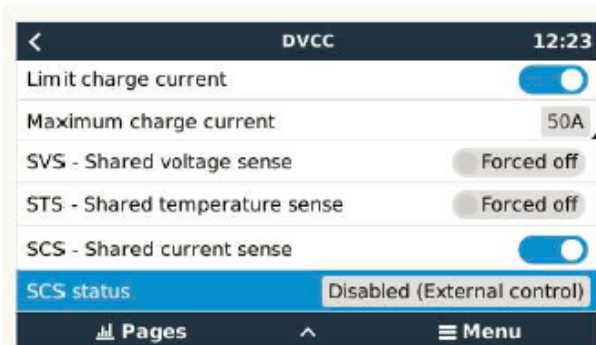 DVCC 12:23
Limit charge current
Maximum charge current 50A
SVS - Shared voltage sense Forced off
STS - Shared temperature sense Forced off
SCS - Shared current sense
SCS status Disabled (External control)
Pages Menu